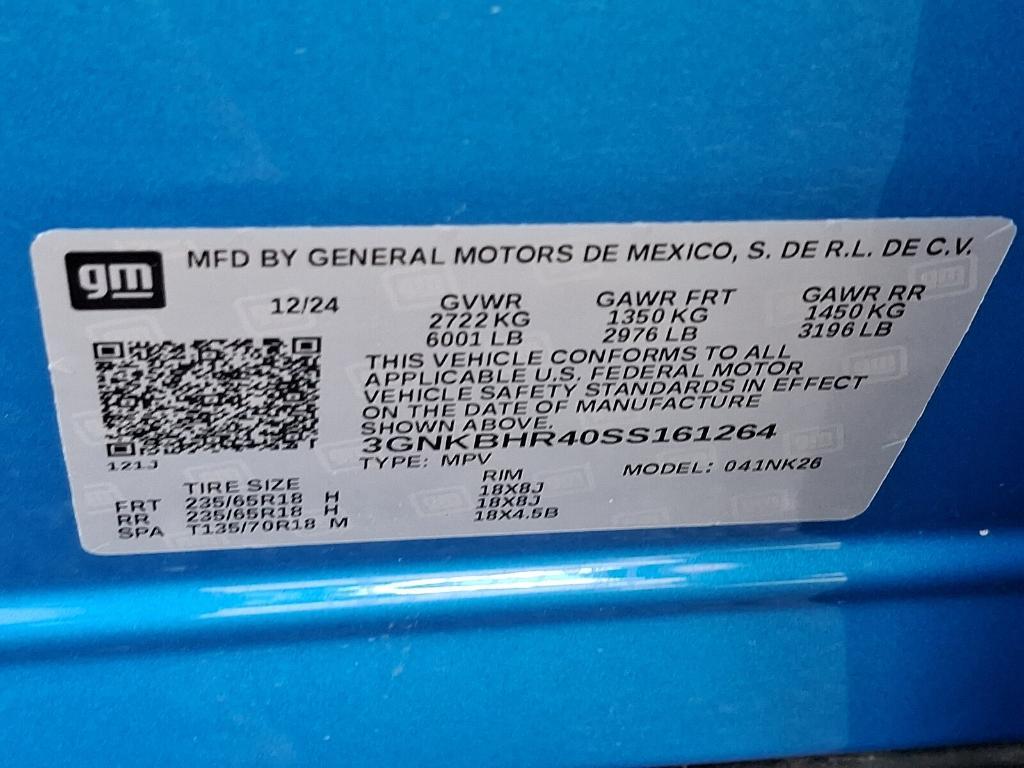 gm
MFD BY GENERAL MOTORS DE MEXICO, S. DE R.L. DE C.V.
12/24 GVWR GAWR FRT GAWR RR
2722 KG 1350 KG 1450 KG
6001 LB 2976 LB 3196 LB
THIS VEHICLE CONFORMS TO ALL
APPLICABLE U.S. FEDERAL MOTOR
VEHICLE SAFETY STANDARDS IN EFFECT
ON THE DATE OF MANUFACTURE
SHOWN ABOVE.
3GNKBHR40SS161264
121J TYPE: MPV MODEL: 041NK26
TIRE SIZE RIM
FRT 235/65R18 H 18X8J
RR 235/65R18 H 18X8J
SPA T135/70R18 M 18X4.5B